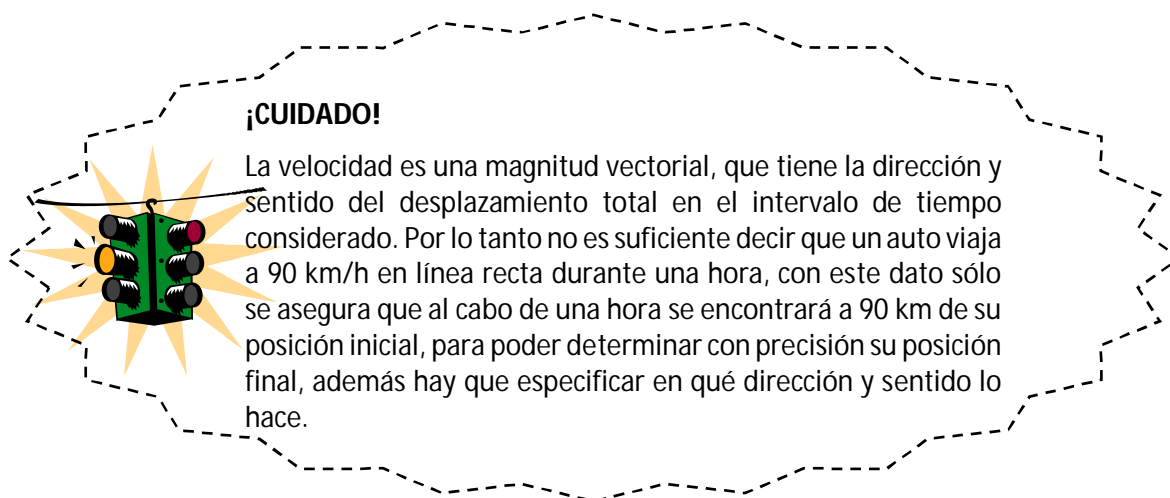 ¡CUIDADO!
La velocidad es una magnitud vectorial, que tiene la dirección y
sentido del desplazamiento total en el intervalo de tiempo
considerado. Por lo tanto no es suficiente decir que un auto viaja
a 90 km/h en línea recta durante una hora, con este dato sólo
se asegura que al cabo de una hora se encontrará a 90 km de su
posición inicial, para poder determinar con precisión su posición
final, además hay que especificar en qué dirección y sentido lo
hace.